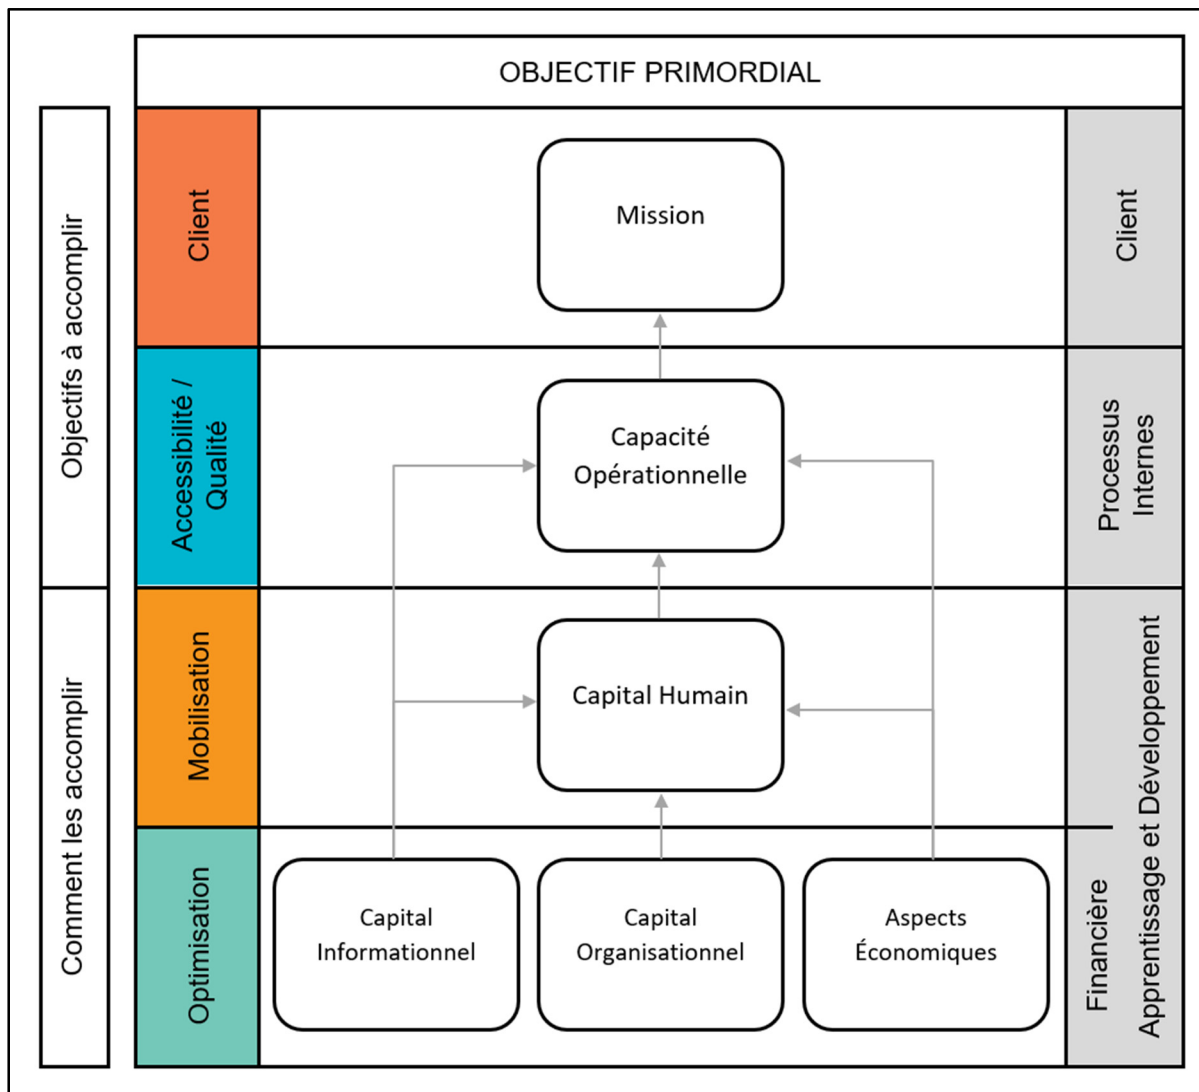 OBJECTIF PRIMORDIAL
Objectifs à accomplir
Client
Mission
Client
Accessibilité /
Qualité
Capacité
Opérationnelle
Processus
Internes
Comment les accomplir
Mobilisation
Capital Humain
Apprentissage et Développement
Optimisation
Capital
Informationnel
Capital
Organisationnel
Aspects
Économiques
Financière